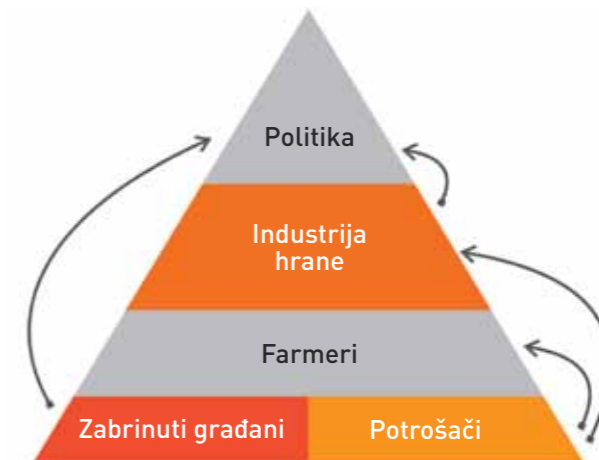 Politika
Industrija
hrane
Farmeri
Zabrinuti građani
Potrošači